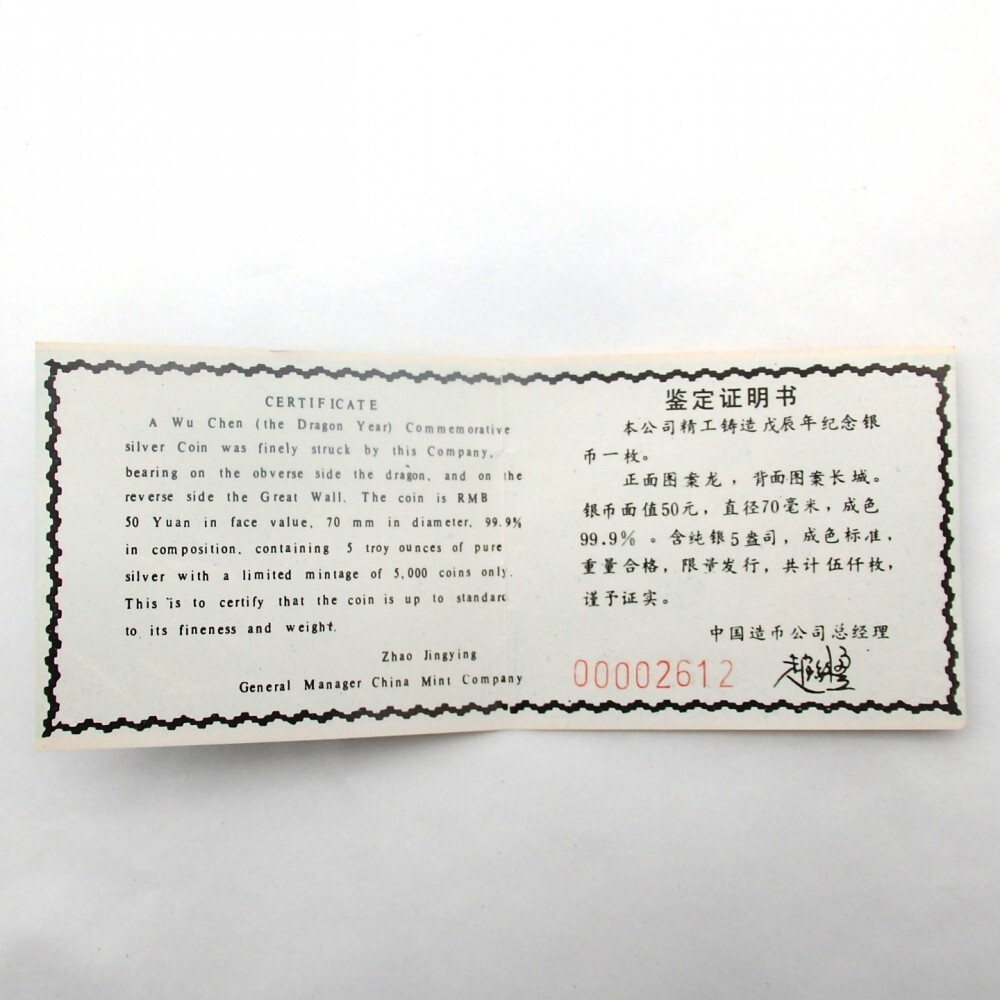 CERTIFICATE
A Wu Chen (the Dragon Year) Commemorative
silver Coin was finely struck by this Company,
bearing on the obverse side the dragon, and on the
reverse side the Great Wall. The coin is RMB
50 Yuan in face value, 70 mm in diameter, 99.9%
in composition, containing 5 troy ounces of pure
silver with a limited mintage of 5,000 coins only.
This is to certify that the coin is up to standard
to its fineness and weight.
Zhao Jingying
General Manager China Mint Company
鉴定证明书
本公司精工铸造戊辰年纪念银
币一枚。
正面图案龙，背面图案长城。
银币面值50元，直径70毫米，成色
99.9% 。含纯银5盎司，成色标准，
重量合格，限量发行，共计伍仟枚，
谨予证实。
中国造币公司总经理
00002612